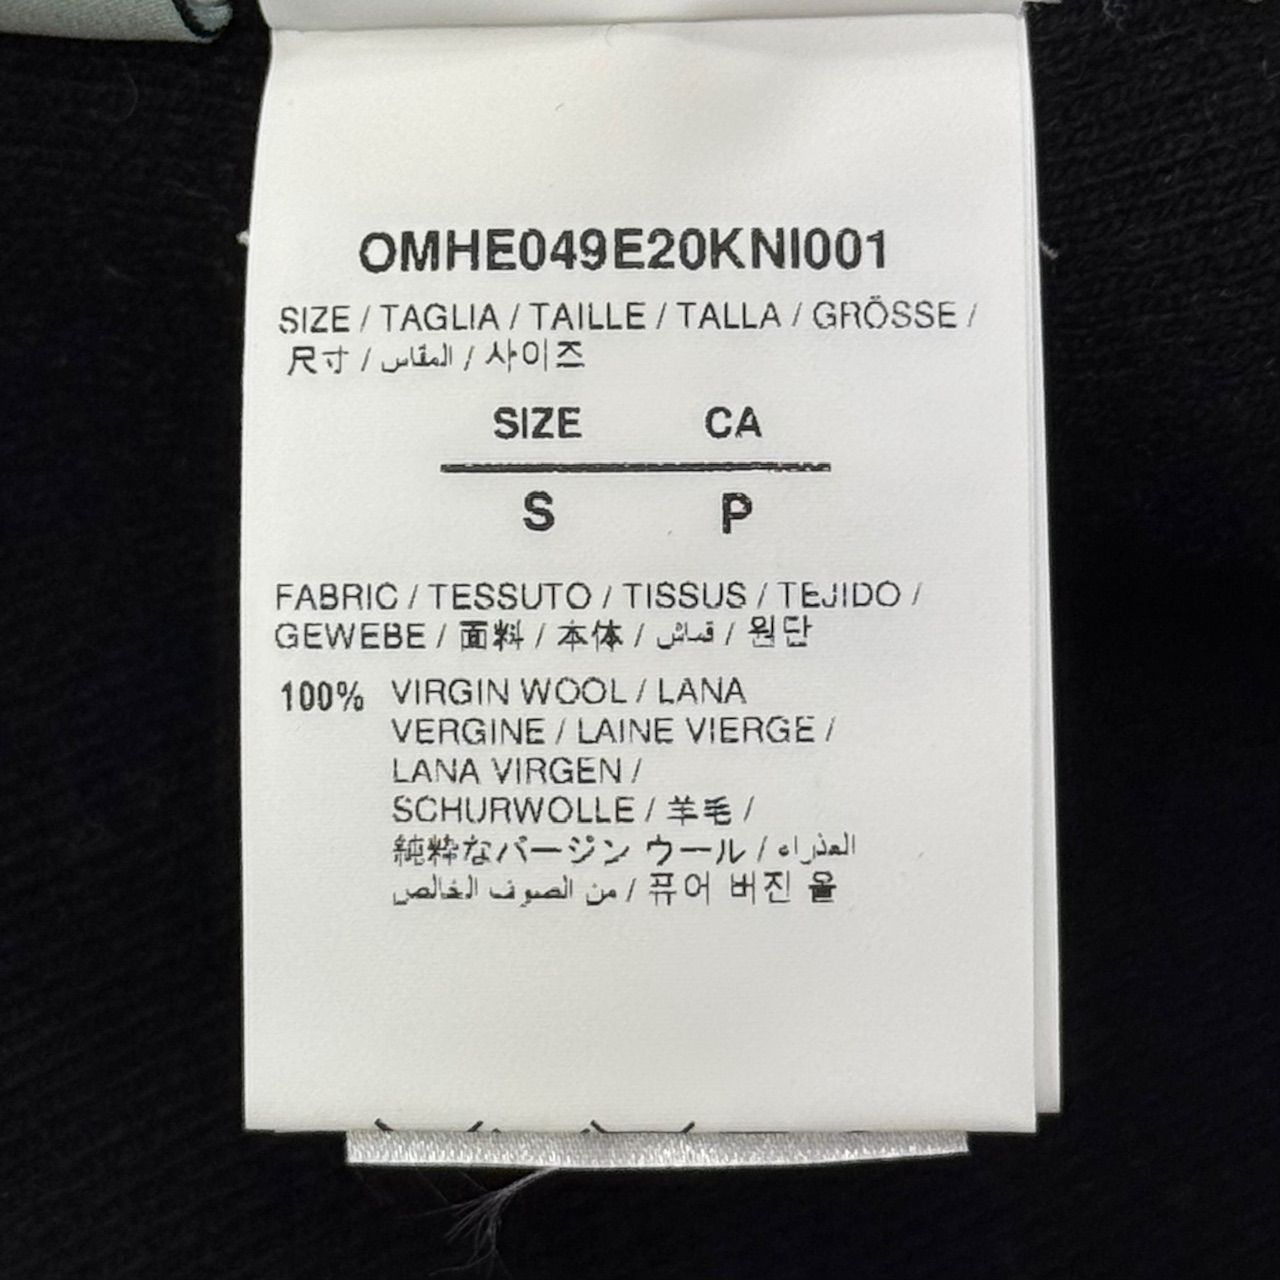 OMHE049E20KNI001
SIZE / TAGLIA / TAILLE / TALLA / GRÖSSE /
尺寸 / المقاس / 사이즈
SIZE CA
S P
FABRIC / TESSUTO / TISSUS / TEJIDO /
GEWEBE / 面料 / 本体 / قماش / 원단
100% VIRGIN WOOL / LANA
VERGINE / LAINE VIERGE /
LANA VIRGEN /
SCHURWOLLE / 羊毛 /
純粋なバージン ウール / العذراء
من الصوف الخالص / 퓨어 버진 울